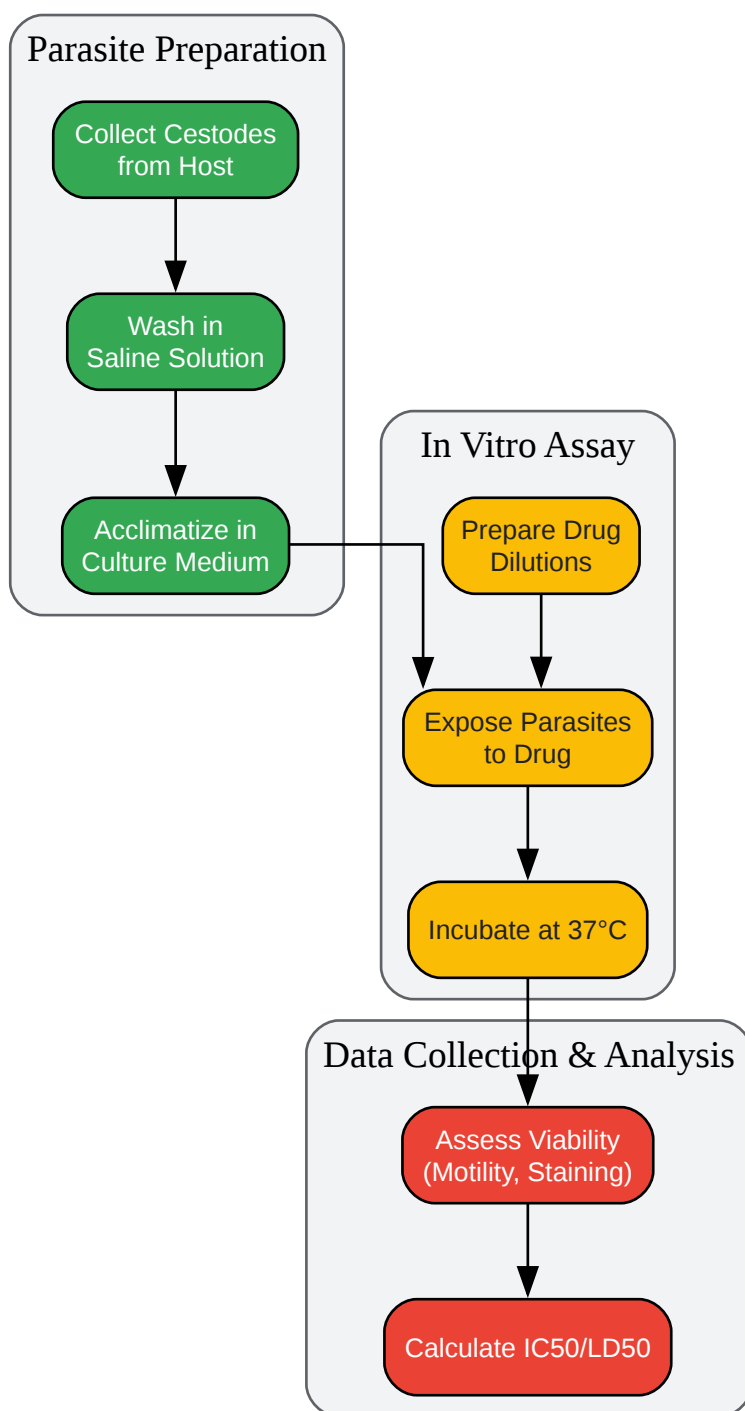 Parasite Preparation
Collect Cestodes
from Host
Wash in
Saline Solution
Acclimatize in
Culture Medium
In Vitro Assay
Prepare Drug
Dilutions
Expose Parasites
to Drug
Incubate at 37°C
Data Collection & Analysis
Assess Viability
(Motility, Staining)
Calculate IC50/LD50